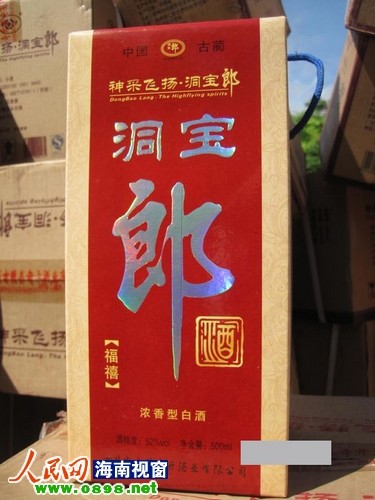 中国 郎 古蔺
神采飞扬·洞宝郎
DongBao Lang The Highflying spirits
洞宝
郎
酒
【福禧】
浓香型白酒
酒精度：52%vol 净含量：500ml
酒业有限公司
人民网 海南视窗
www.0898.net